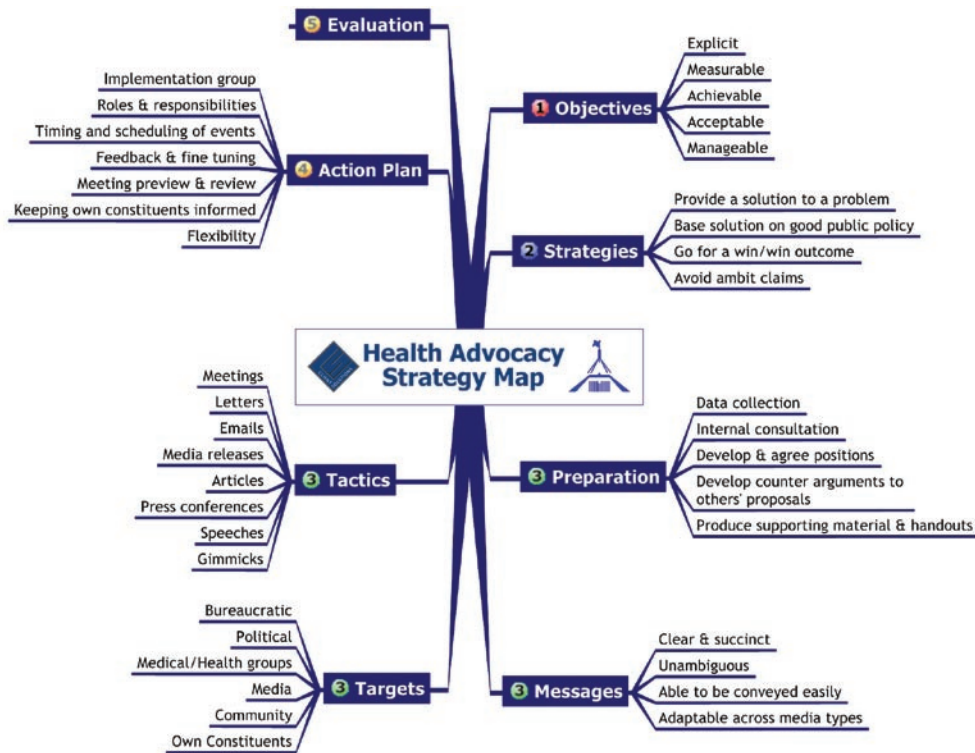 5 Evaluation
Implementation group
Roles & responsibilities
Timing and scheduling of events
Feedback & fine tuning
Meeting preview & review
Keeping own constituents informed
Flexibility
4 Action Plan
1 Objectives
Explicit
Measurable
Achievable
Acceptable
Manageable
2 Strategies
Provide a solution to a problem
Base solution on good public policy
Go for a win/win outcome
Avoid ambit claims
Health Advocacy
Strategy Map
Meetings
Letters
Emails
Media releases
Articles
Press conferences
Speeches
Gimmicks
3 Tactics
3 Preparation
Data collection
Internal consultation
Develop & agree positions
Develop counter arguments to
others' proposals
Produce supporting material & handouts
Bureaucratic
Political
Medical/Health groups
Media
Community
Own Constituents
3 Targets
3 Messages
Clear & succinct
Unambiguous
Able to be conveyed easily
Adaptable across media types